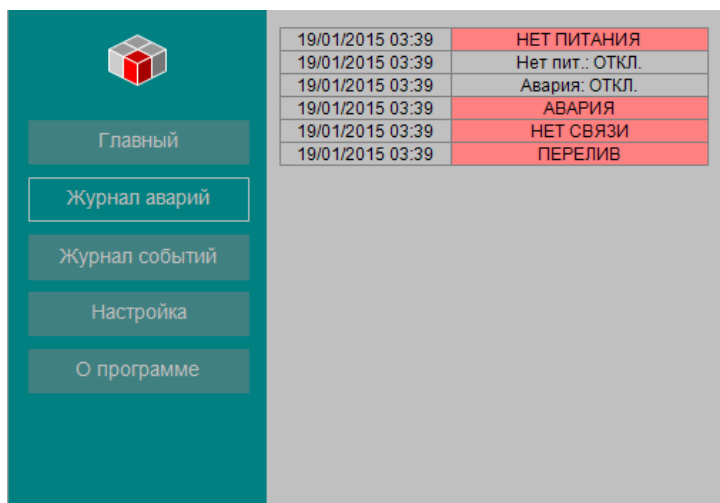 Главный
Журнал аварий
Журнал событий
Настройка
О программе
19/01/2015 03:39 НЕТ ПИТАНИЯ
19/01/2015 03:39 Нет пит.: ОТКЛ.
19/01/2015 03:39 Авария: ОТКЛ.
19/01/2015 03:39 АВАРИЯ
19/01/2015 03:39 НЕТ СВЯЗИ
19/01/2015 03:39 ПЕРЕЛИВ